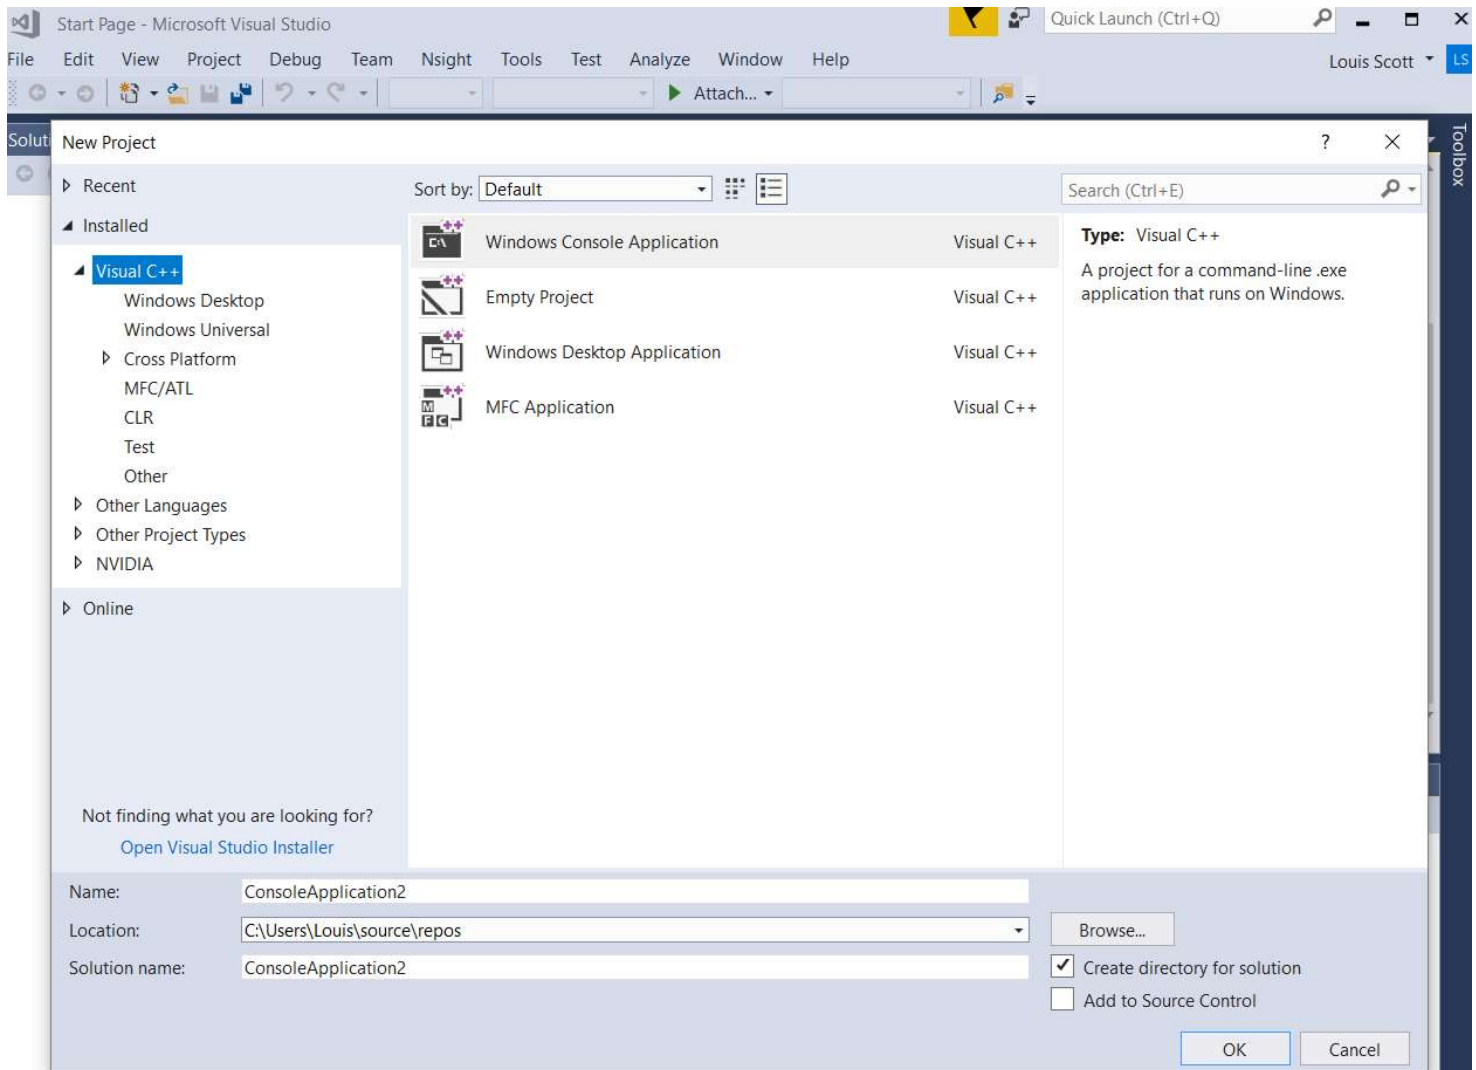 Start Page - Microsoft Visual Studio
Quick Launch (Ctrl+Q)
File Edit View Project Debug Team Nsight Tools Test Analyze Window Help
Louis Scott LS
Attach...
Solut
Toolbox
New Project
?
Recent
Sort by: Default
Search (Ctrl+E)
Installed
Visual C++
Windows Desktop
Windows Universal
Cross Platform
MFC/ATL
CLR
Test
Other
Other Languages
Other Project Types
NVIDIA
Online
Not finding what you are looking for?
Open Visual Studio Installer
Windows Console Application Visual C++
Empty Project Visual C++
Windows Desktop Application Visual C++
MFC Application Visual C++
Type: Visual C++
A project for a command-line .exe
application that runs on Windows.
Name: ConsoleApplication2
Location: C:\Users\Louis\source\repos
Browse...
Solution name: ConsoleApplication2
Create directory for solution
Add to Source Control
OK Cancel